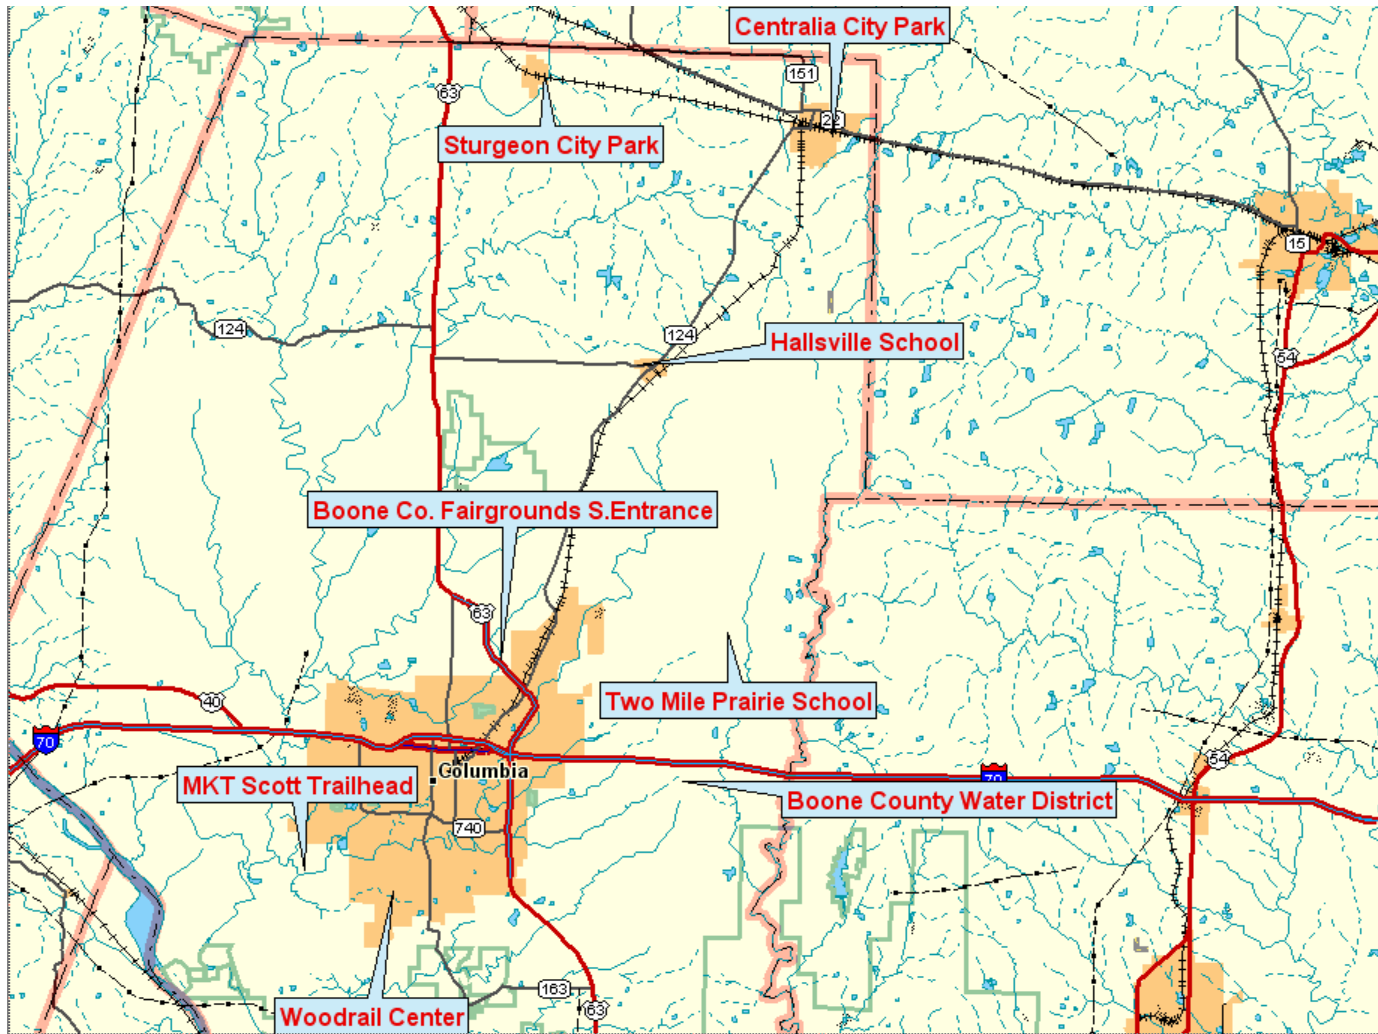 Centralia City Park
151
63
22
Sturgeon City Park
15
124
124
Hallsville School
54
Boone Co. Fairgrounds S.Entrance
63
Two Mile Prairie School
40
70
54
Columbia
70
MKT Scott Trailhead
Boone County Water District
740
163
63
Woodrail Center